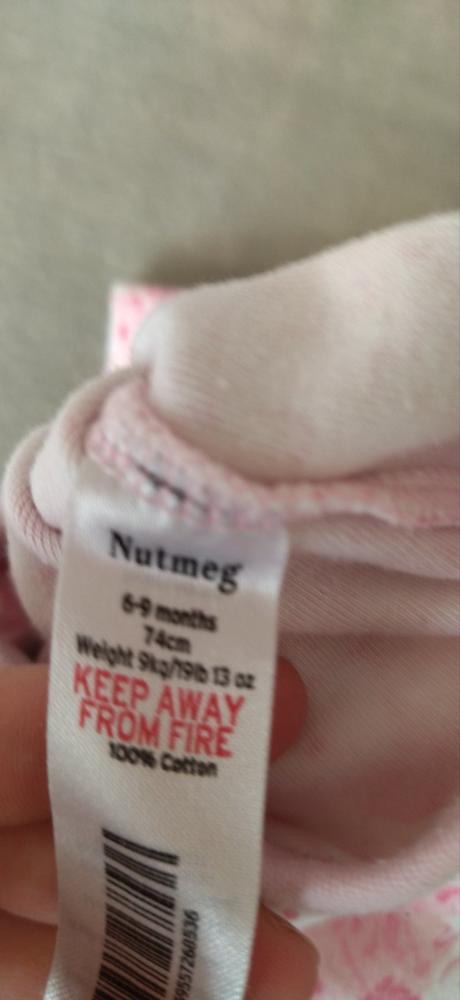 Nutmeg
6-9 months
74cm
Weight 9kg/19lb 13 oz
KEEP AWAY
FROM FIRE
100% Cotton